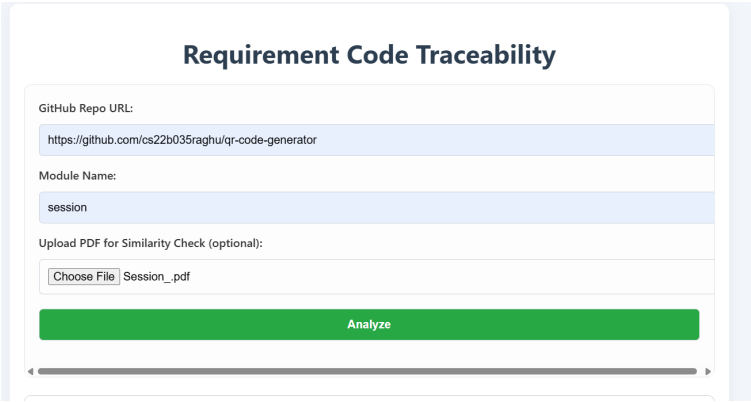 Requirement Code Traceability
GitHub Repo URL:
https://github.com/cs22b035raghu/qr-code-generator
Module Name:
session
Upload PDF for Similarity Check (optional):
Choose File Session_.pdf
Analyze